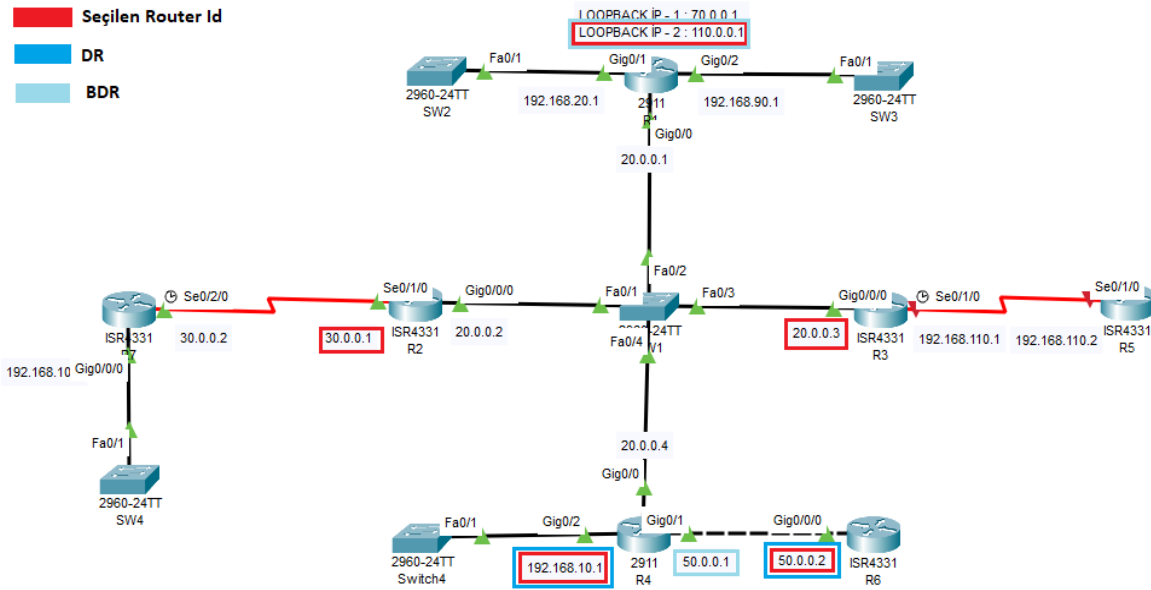 Seçilen Router Id
DR
BDR
LOOPBACK İP - 1 : 70.0.0.1
LOOPBACK İP - 2 : 110.0.0.1
Fa0/1
Gig0/1
Gig0/2
Fa0/1
2960-24TT
SW2
192.168.20.1
2911
R1
192.168.90.1
2960-24TT
SW3
Gig0/0
20.0.0.1
Fa0/2
Se0/2/0
Se0/1/0
Gig0/0/0
Fa0/1
Fa0/3
Gig0/0/0
Se0/1/0
Se0/1/0
ISR4331
30.0.0.2
30.0.0.1
ISR4331
R2
20.0.0.2
Fa0/4
20.0.0.3
ISR4331
R3
192.168.110.1
192.168.110.2
ISR4331
R5
192.168.10
Gig0/0/0
Fa0/1
2960-24TT
SW4
20.0.0.4
Gig0/0
Fa0/1
Gig0/2
Gig0/1
Gig0/0/0
2960-24TT
Switch4
192.168.10.1
2911
R4
50.0.0.1
50.0.0.2
ISR4331
R6